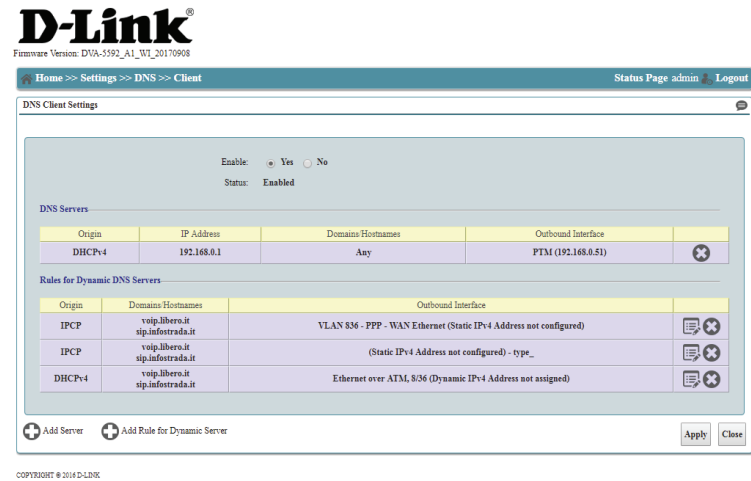 D-Link®
Firmware Version: DVA-5592_A1_WI_20170908
Home >> Settings >> DNS >> Client Status Page admin Logout
DNS Client Settings
Enable: Yes No
Status: Enabled
DNS Servers
Origin IP Address Domains/Hostnames Outbound Interface
DHCPv4 192.168.0.1 Any PTM (192.168.0.51)
Rules for Dynamic DNS Servers
Origin Domains/Hostnames Outbound Interface
IPCP voip.libero.it VLAN 836 - PPP - WAN Ethernet (Static IPv4 Address not configured)
sip.infostrada.it
IPCP voip.libero.it (Static IPv4 Address not configured) - type_
sip.infostrada.it
DHCPv4 voip.libero.it Ethernet over ATM, 8/36 (Dynamic IPv4 Address not assigned)
sip.infostrada.it
Add Server Add Rule for Dynamic Server Apply Close
COPYRIGHT © 2016 D-LINK